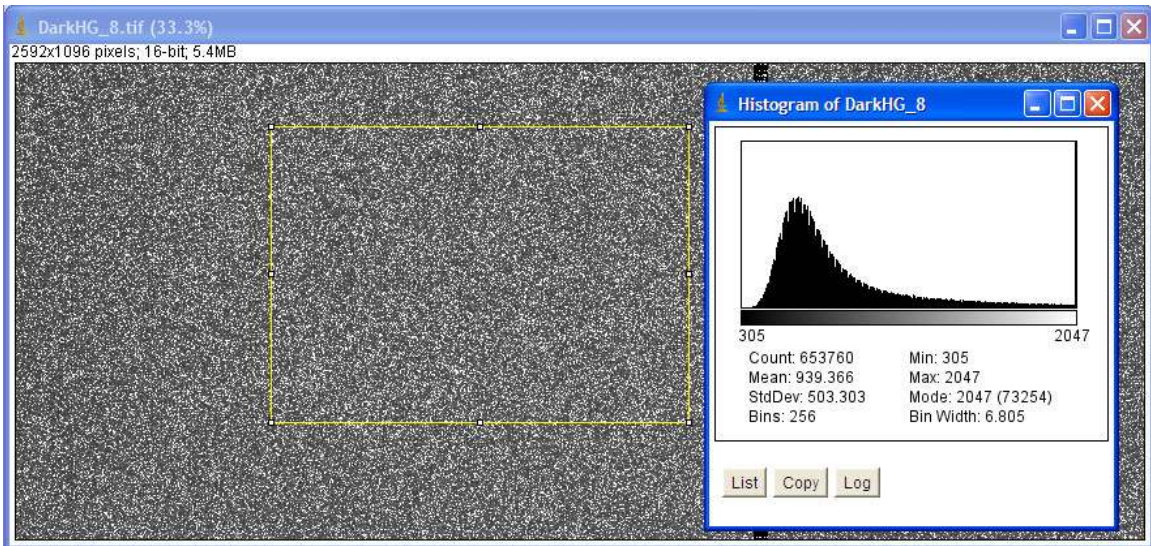 DarkHG_8.tif (33.3%)
2592x1096 pixels; 16-bit; 5.4MB
Histogram of DarkHG_8
305 2047
Count: 653760 Min: 305
Mean: 939.366 Max: 2047
StdDev: 503.303 Mode: 2047 (73254)
Bins: 256 Bin Width: 6.805
List Copy Log